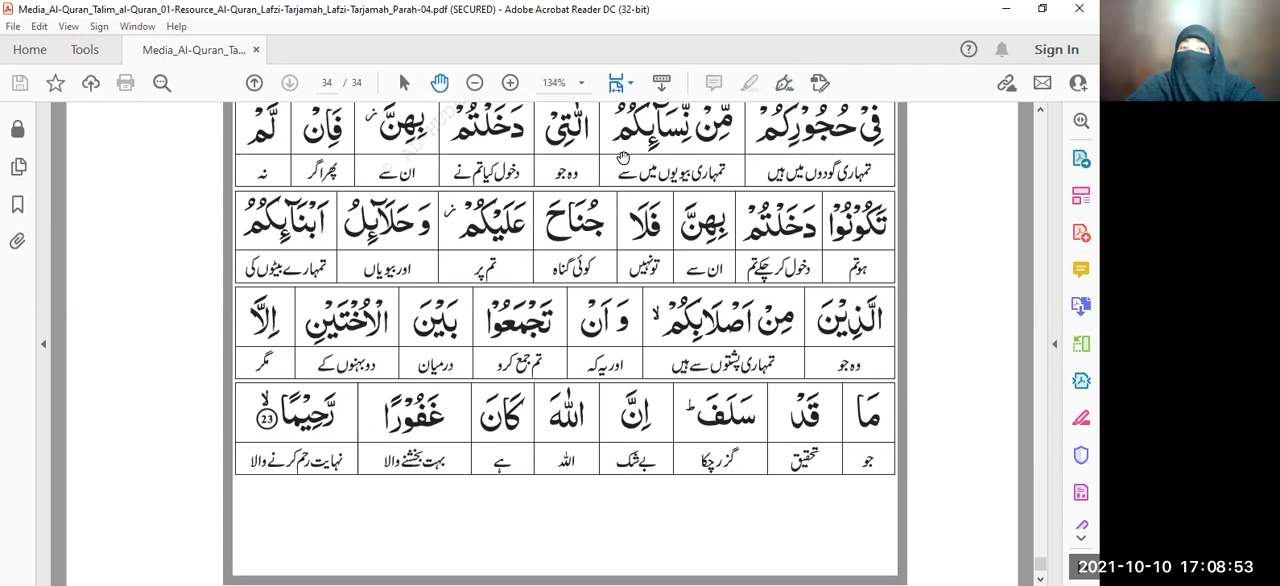 Media_Al-Quran_Talim_al-Quran_01-Resource_Al-Quran_Lafzi-Tarjamah_Lafzi-Tarjamah_Parah-04.pdf (SECURED) - Adobe Acrobat Reader DC (32-bit)
File Edit View Sign Window Help
Home Tools Media_Al-Quran_Ta... × Sign In
34 / 34 134%
فِیْ حُجُوْرِكُمْ مِّنْ نِّسَآىِٕكُمُ الّٰتِیْ دَخَلْتُمْ بِهِنَّ ز فَاِنْ لَّمْ
تمہاری گودوں میں ہیں تمہاری بیویوں میں سے وہ جو دخول کیا تم نے ان سے پھر اگر نہ
تَكُوْنُوْا دَخَلْتُمْ بِهِنَّ فَلَا جُنَاحَ عَلَیْكُمْ ز وَ حَلَآىِٕلُ اَبْنَآىِٕكُمُ
ہو تم دخول کر چکے تم ان سے تو نہیں کوئی گناہ تم پر اور بیویاں تمہارے بیٹوں کی
الَّذِیْنَ مِنْ اَصْلَابِكُمْ ۙ وَ اَنْ تَجْمَعُوْا بَیْنَ الْاُخْتَیْنِ اِلَّا
وہ جو تمہاری پشتوں سے ہیں اور یہ کہ تم جمع کرو درمیان دو بہنوں کے مگر
مَا قَدْ سَلَفَ ؕ اِنَّ اللّٰهَ كَانَ غَفُوْرًا رَّحِیْمًا ۙ 23
جو تحقیق گزر چکا بے شک اللہ ہے بہت بخشنے والا نہایت رحم کرنے والا
2021-10-10 17:08:53